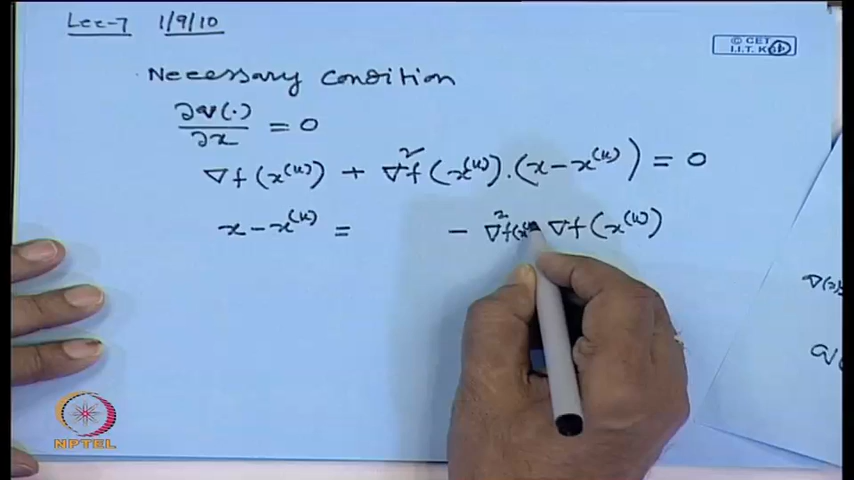 Lec-7 1/9/10
© CET
I.I.T. KGP
Necessary condition
∂q(·)/∂x = 0
∇f(x^(k)) + ∇²f(x^(k)).(x-x^(k)) = 0
x-x^(k) = - ∇²f(x^(k) ∇f(x^(k))
NPTEL